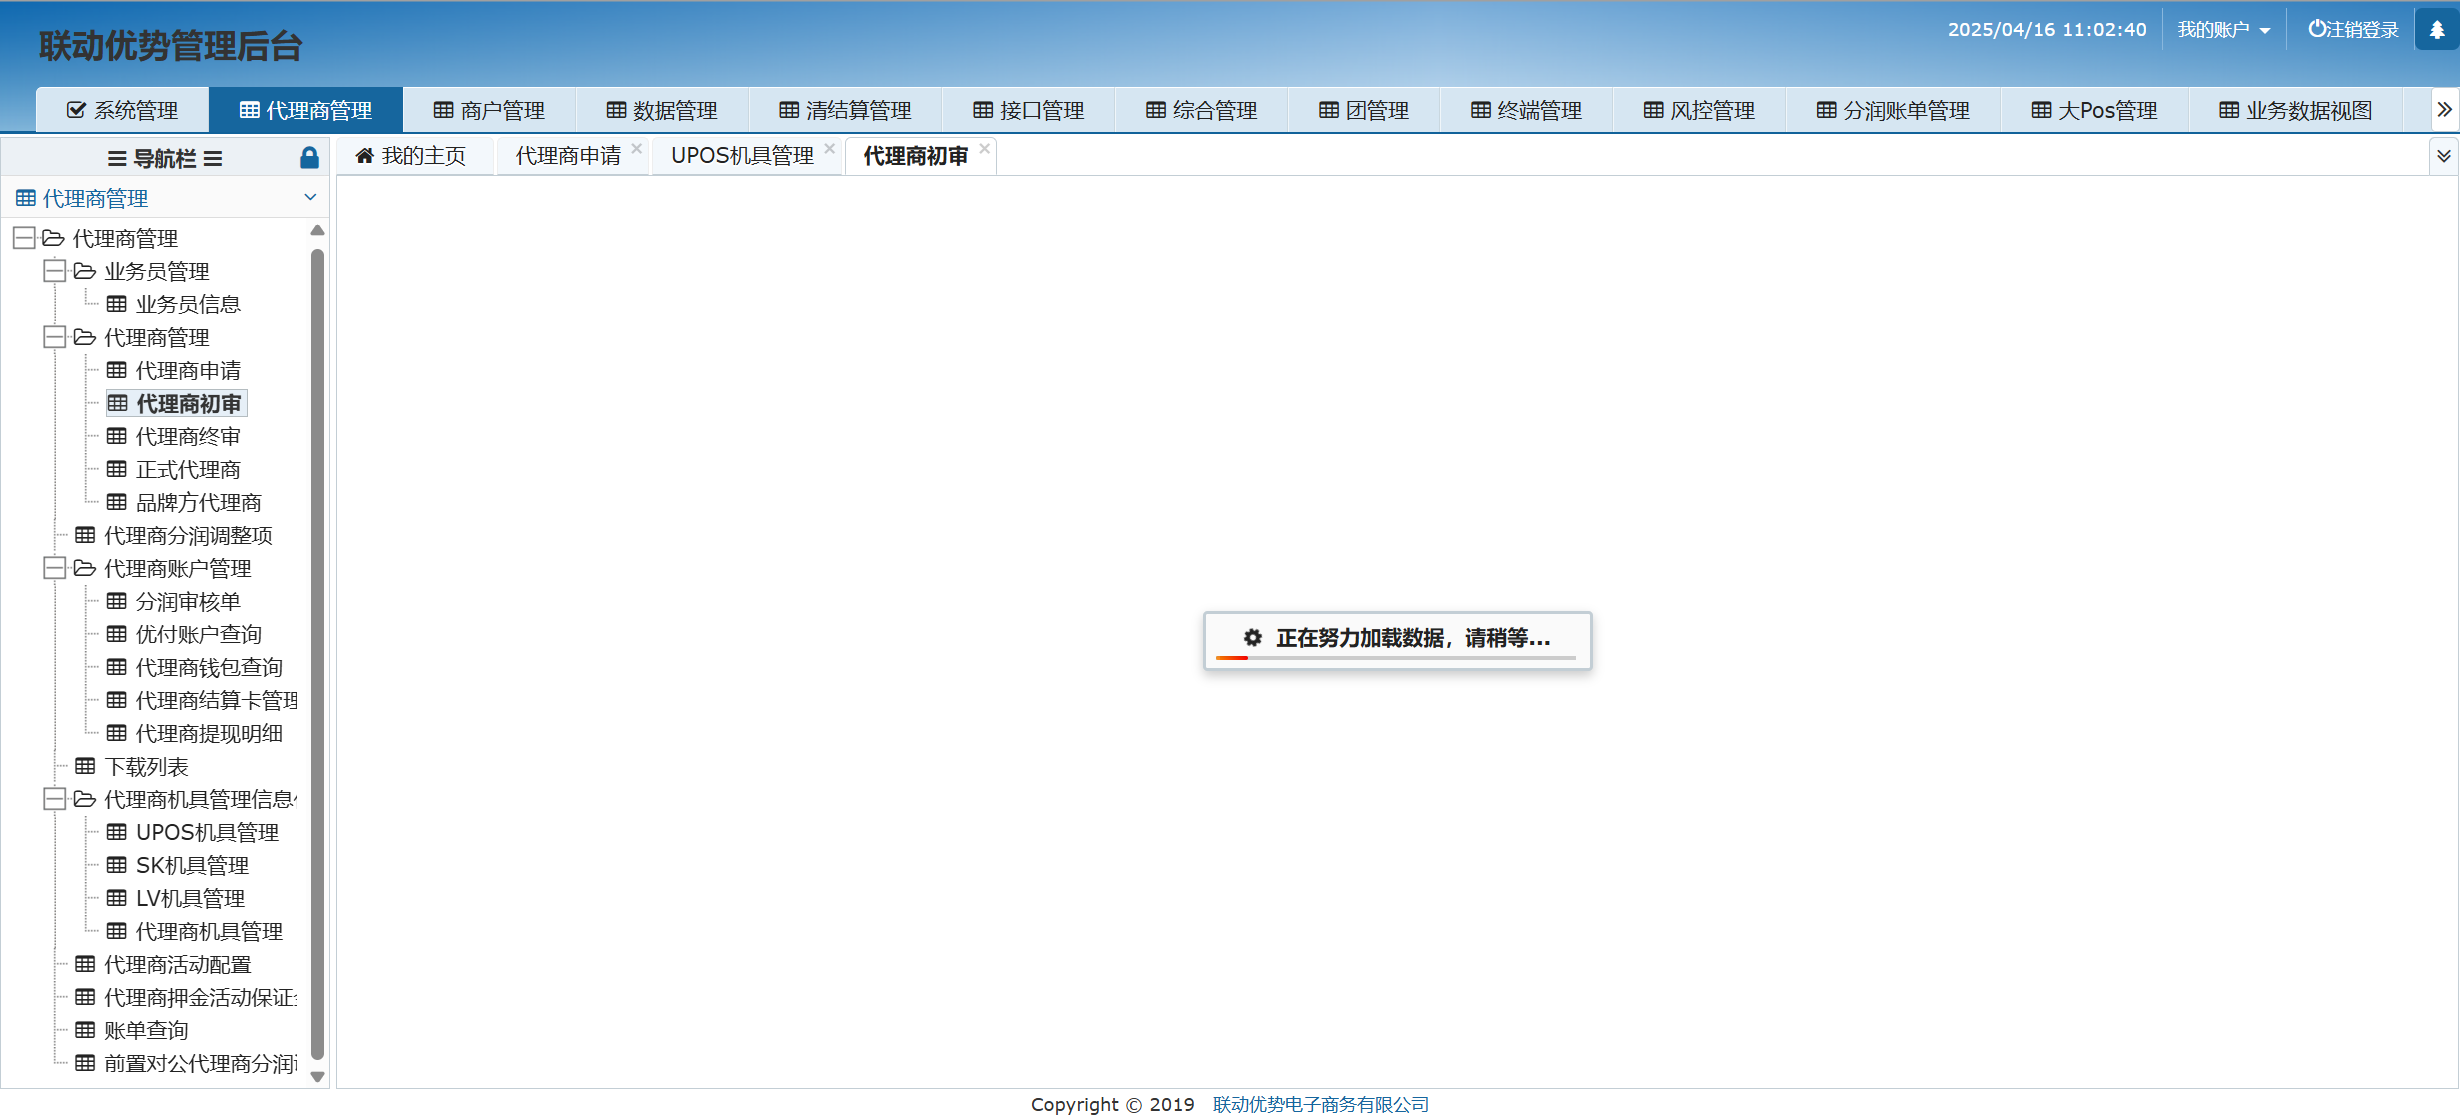 联动优势管理后台
2025/04/16 11:02:40 我的账户 注销登录
系统管理 代理商管理 商户管理 数据管理 清结算管理 接口管理 综合管理 团管理 终端管理 风控管理 分润账单管理 大Pos管理 业务数据视图
导航栏
我的主页 代理商申请 UPOS机具管理 代理商初审
代理商管理
代理商管理
业务员管理
业务员信息
代理商管理
代理商申请
代理商初审
代理商终审
正式代理商
品牌方代理商
代理商分润调整项
代理商账户管理
分润审核单
优付账户查询
代理商钱包查询
代理商结算卡管理
代理商提现明细
下载列表
代理商机具管理信息
UPOS机具管理
SK机具管理
LV机具管理
代理商机具管理
代理商活动配置
代理商押金活动保证
账单查询
前置对公代理商分润
正在努力加载数据，请稍等...
Copyright © 2019 联动优势电子商务有限公司